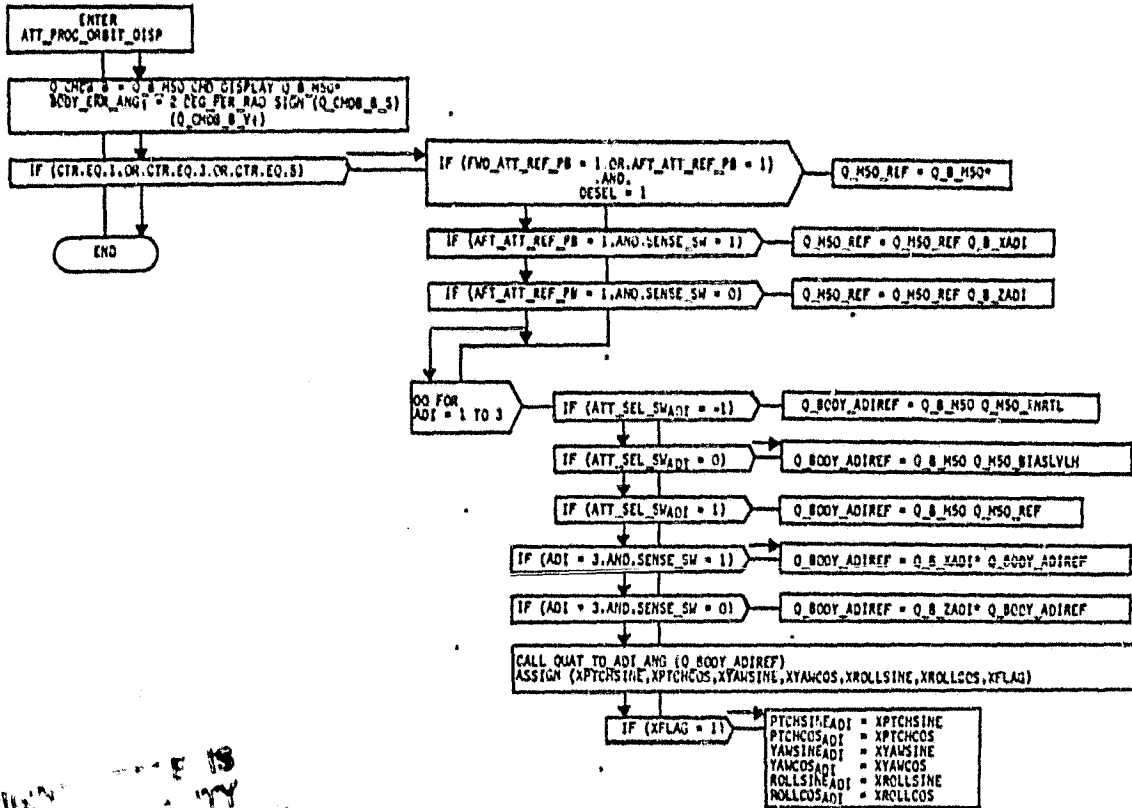 ENTER
ATT_PROC_ORBIT_DISP
Q_CMDB_B = Q_B_M50 CMD_DISPLAY Q_B_M50*
BODY_ERR_ANG† = 2 DEG_PER_RAD SIGN (Q_CMDB_B_S)
(Q_CMDB_B_V†)
IF (CTR.EQ.1.OR.CTR.EQ.3.OR.CTR.EQ.5)
END
IF (FWD_ATT_REF_PB = 1.OR.AFT_ATT_REF_PB = 1)
.AND.
DESEL = 1
Q_M50_REF = Q_B_M50*
IF (AFT_ATT_REF_PB = 1.AND.SENSE_SW = 1)
Q_M50_REF = Q_M50_REF Q_B_XADI
IF (AFT_ATT_REF_PB = 1.AND.SENSE_SW = 0)
Q_M50_REF = Q_M50_REF Q_B_ZADI
DO FOR
ADI = 1 TO 3
IF (ATT_SEL_SWADI = -1)
Q_BODY_ADIREF = Q_B_M50 Q_M50_INRTL
IF (ATT_SEL_SWADI = 0)
Q_BODY_ADIREF = Q_B_M50 Q_M50_BIASLVLH
IF (ATT_SEL_SWADI = 1)
Q_BODY_ADIREF = Q_B_M50 Q_M50_REF
IF (ADI = 3.AND.SENSE_SW = 1)
Q_BODY_ADIREF = Q_B_XADI* Q_BODY_ADIREF
IF (ADI = 3.AND.SENSE_SW = 0)
Q_BODY_ADIREF = Q_B_ZADI* Q_BODY_ADIREF
CALL QUAT_TO_ADI_ANG (Q_BODY_ADIREF)
ASSIGN (XPTCHSINE,XPTCHCOS,XYAWSINE,XYAWCOS,XROLLSINE,XROLLCOS,XFLAG)
IF (XFLAG = 1)
PTCHSINEADI = XPTCHSINE
PTCHCOSADI = XPTCHCOS
YAWSINEADI = XYAWSINE
YAWCOSADI = XYAWCOS
ROLLSINEADI = XROLLSINE
ROLLCOSADI = XROLLCOS